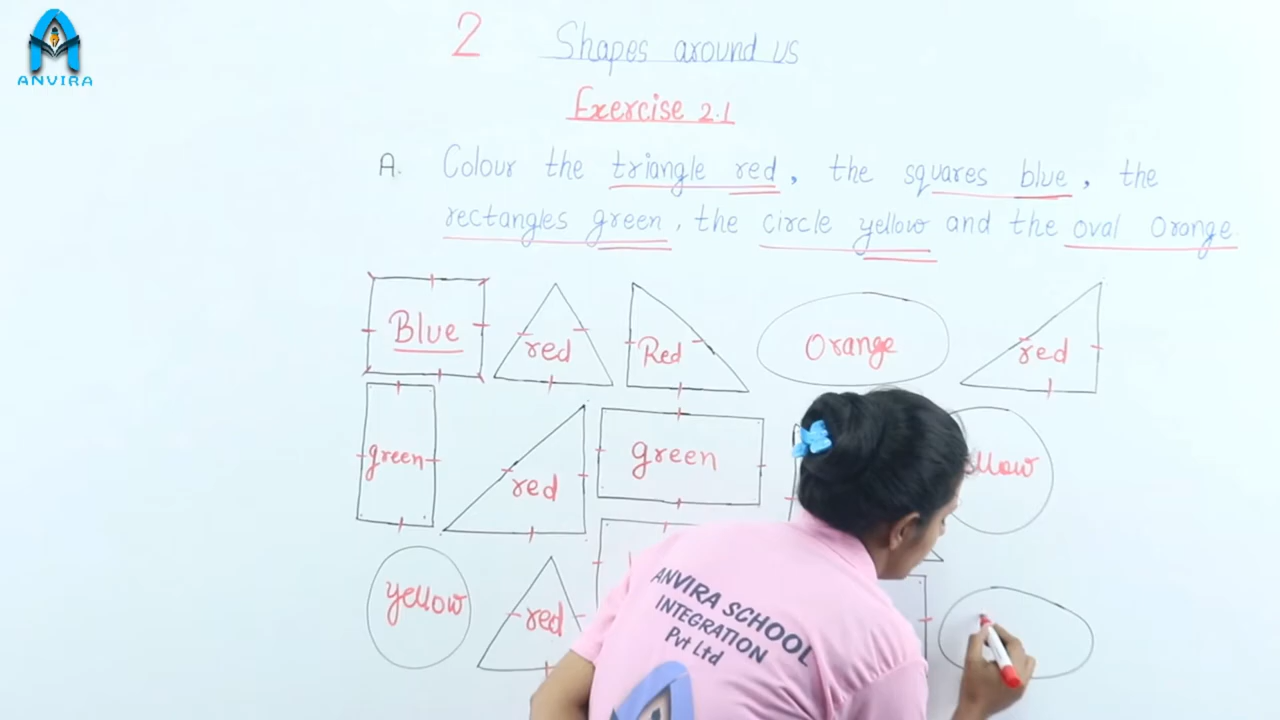 ANVIRA
2 Shapes around us
Exercise 2.1
A. Colour the triangle red, the squares blue, the
rectangles green, the circle yellow and the oval Orange
Blue red Red Orange red
green red green
yellow red
ANVIRA SCHOOL
INTEGRATION
Pvt Ltd